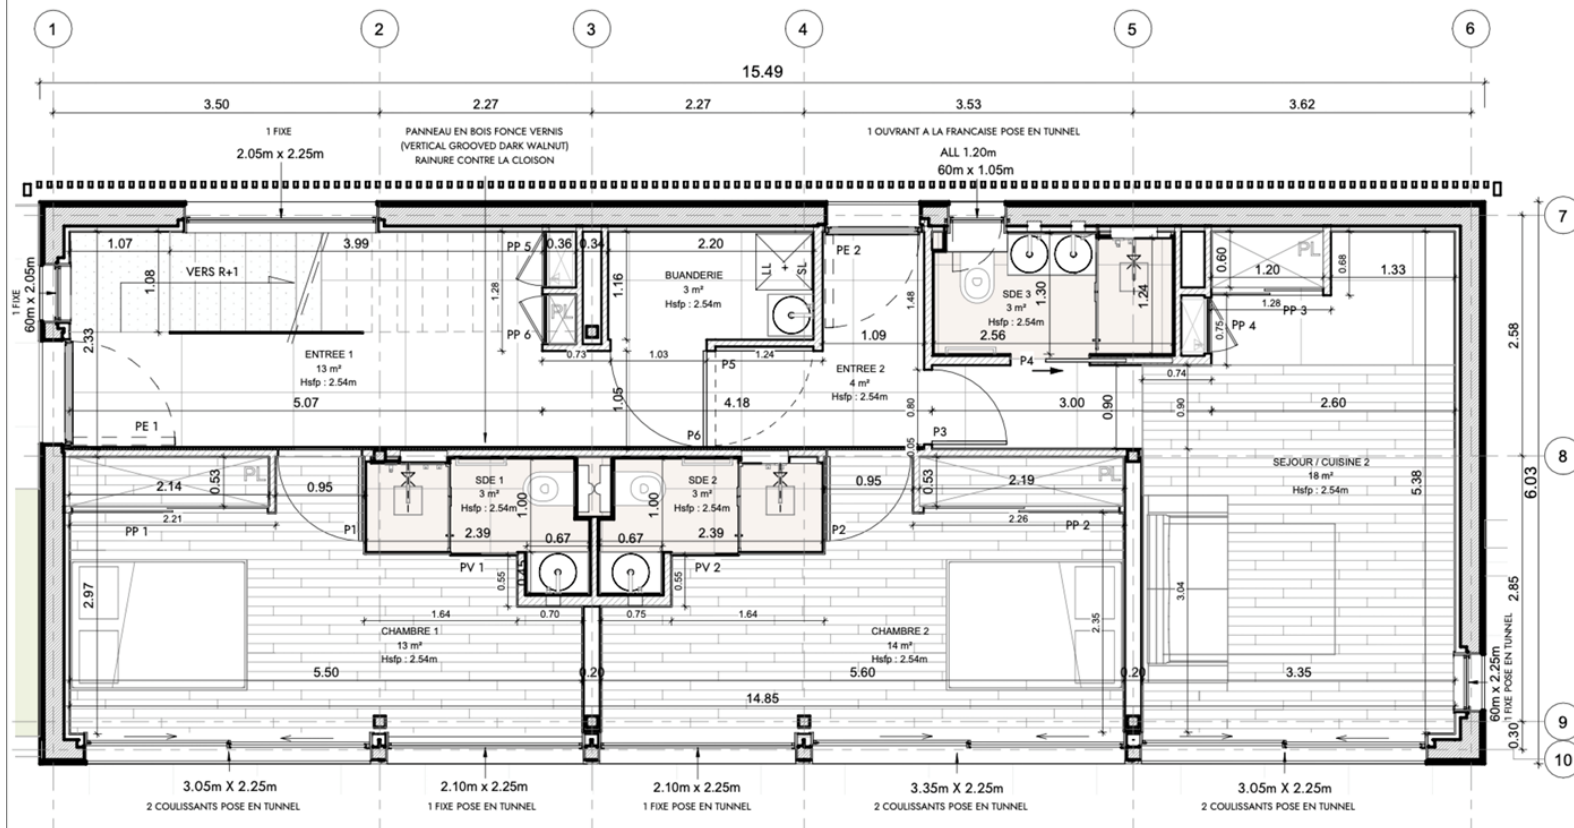 1
2
3
4
5
6
15.49
3.50
2.27
2.27
3.53
3.62
1 FIXE
2.05m x 2.25m
PANNEAU EN BOIS FONCE VERNIS
(VERTICAL GROOVED DARK WALNUT)
RAINURE CONTRE LA CLOISON
1 OUVRANT A LA FRANCAISE POSE EN TUNNEL
ALL 1.20m
60m x 1.05m
7
1 FIXE
60m x 2.05m
1.07
3.99
1.08
VERS R+1
2.33
1.28
PP 5
0.36
0.34
PL
PP 6
0.73
ENTREE 1
13 m²
Hsfp : 2.54m
5.07
PE 1
2.20
1.16
BUANDERIE
3 m²
Hsfp : 2.54m
LL
SL
1.03
1.24
1.05
P5
P6
4.18
PE 2
1.48
1.09
ENTREE 2
4 m²
Hsfp : 2.54m
0.80
0.05
SDE 3
3 m²
Hsfp : 2.54m
1.30
2.56
1.24
P4
P3
3.00
0.90
0.60
1.20
PL
0.68
1.33
1.28
PP 3
0.75
PP 4
0.74
0.90
2.60
2.58
8
PL
2.14
0.53
0.95
2.21
PP 1
P1
SDE 1
3 m²
Hsfp : 2.54m
1.00
2.39
0.67
PV 1
0.45
0.55
SDE 2
3 m²
Hsfp : 2.54m
1.00
0.67
2.39
PV 2
0.55
0.95
P2
0.53
2.19
PL
2.26
PP 2
SEJOUR / CUISINE 2
18 m²
Hsfp : 2.54m
5.38
6.03
2.97
1.64
0.70
0.75
1.64
CHAMBRE 1
13 m²
Hsfp : 2.54m
5.50
0.20
CHAMBRE 2
14 m²
Hsfp : 2.54m
5.60
2.35
0.20
3.04
3.35
14.85
2.85
60m x 2.25m
1 FIXE POSE EN TUNNEL
9
0.30
10
3.05m X 2.25m
2 COULISSANTS POSE EN TUNNEL
2.10m x 2.25m
1 FIXE POSE EN TUNNEL
2.10m x 2.25m
1 FIXE POSE EN TUNNEL
3.35m X 2.25m
2 COULISSANTS POSE EN TUNNEL
3.05m X 2.25m
2 COULISSANTS POSE EN TUNNEL